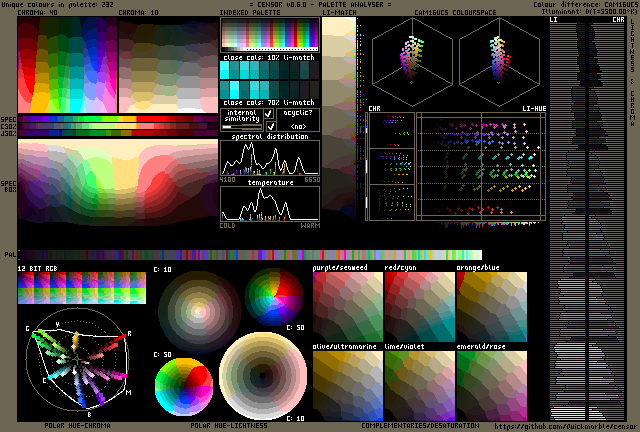 Unique colours in palette: 232
= CENSOR v0.6.0 - PALETTE ANALYSER =
Colour difference: CAM16UCS
Illuminant: D(T=5500.00°K)
CHROMA: 40
CHROMA: 10
INDEXED PALETTE
LI-MATCH
CAM16UCS COLOURSPACE
LI
CHR
LIGHTNESS & CHROMA
close cols: 10% li-match
close cols: 70% li-match
internal similarity
acyclic?
<no>
CHR
LI-HUE
SPEC
CSD2
JSD2
spectral distribution
4100
6650
SPEC
BOX
temperature
COLD
WARM
PAL
12 BIT RGB
C: 10
C: 50
C: 50
C: 10
purple/seaweed
red/cyan
orange/blue
olive/ultramarine
lime/violet
emerald/rose
G
Y
R
C
B
M
POLAR HUE-CHROMA
POLAR HUE-LIGHTNESS
COMPLEMENTARIES/DESATURATION
https://github.com/Quickmarble/censor